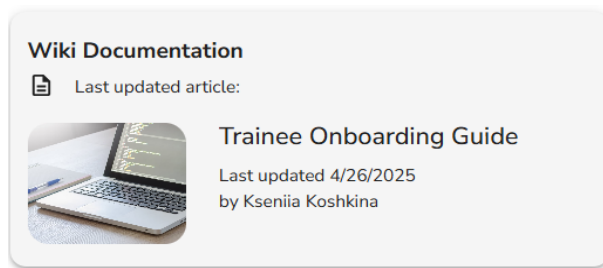 Wiki Documentation
Last updated article:
Trainee Onboarding Guide
Last updated 4/26/2025
by Kseniia Koshkina